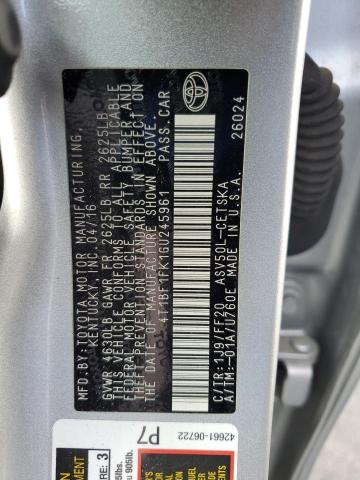 MFD. BY:
TOYOTA MOTOR MANUFACTURING,
KENTUCKY, INC. 04/16
GVWR 4630LB GAWR FR 2625LB RR 2625LB
THIS VEHICLE CONFORMS TO ALL APPLICABLE
FEDERAL MOTOR VEHICLE SAFETY, BUMPER, AND
THEFT PREVENTION STANDARDS IN EFFECT ON
THE DATE OF MANUFACTURE SHOWN ABOVE.
4T1BF1FK1GU245961 PASS. CAR
C/TR: 1J9/FF20 ASV50L-CETSKA
A/TM: -01A/U760E MADE IN U.S.A.
26024
42661-06722
P7
3
905lb.